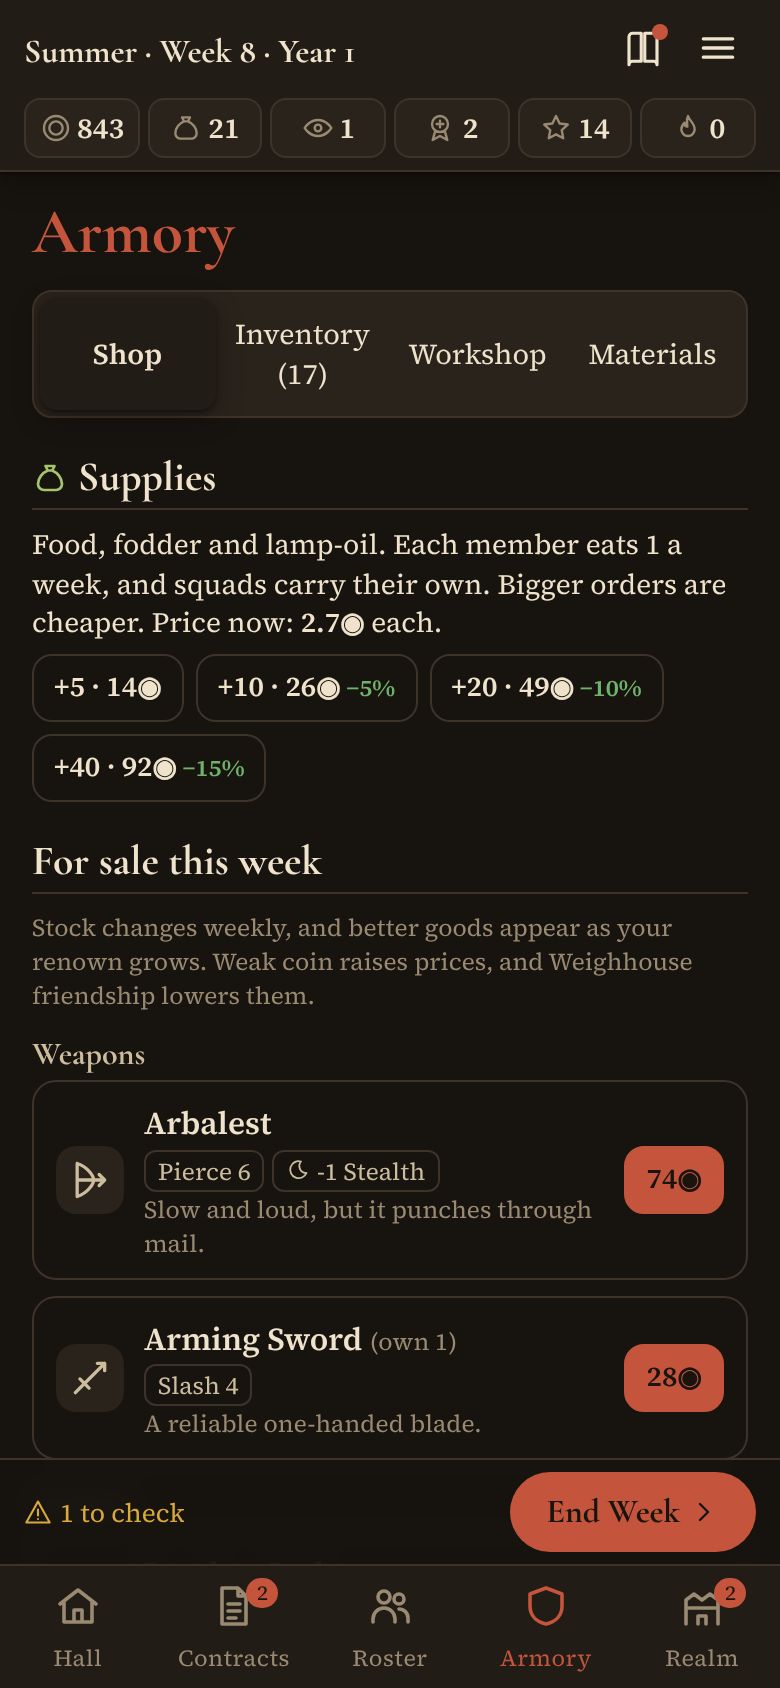 Summer · Week 8 · Year 1
843 21 1 2 14 0
Armory
Shop
Inventory
(17)
Workshop
Materials
Supplies
Food, fodder and lamp-oil. Each member eats 1 a
week, and squads carry their own. Bigger orders are
cheaper. Price now: 2.7◉ each.
+5 · 14◉
+10 · 26◉ −5%
+20 · 49◉ −10%
+40 · 92◉ −15%
For sale this week
Stock changes weekly, and better goods appear as your
renown grows. Weak coin raises prices, and Weighhouse
friendship lowers them.
Weapons
Arbalest
Pierce 6
-1 Stealth
Slow and loud, but it punches through
mail.
74◉
Arming Sword (own 1)
Slash 4
A reliable one-handed blade.
28◉
1 to check
End Week
2
2
Hall
Contracts
Roster
Armory
Realm